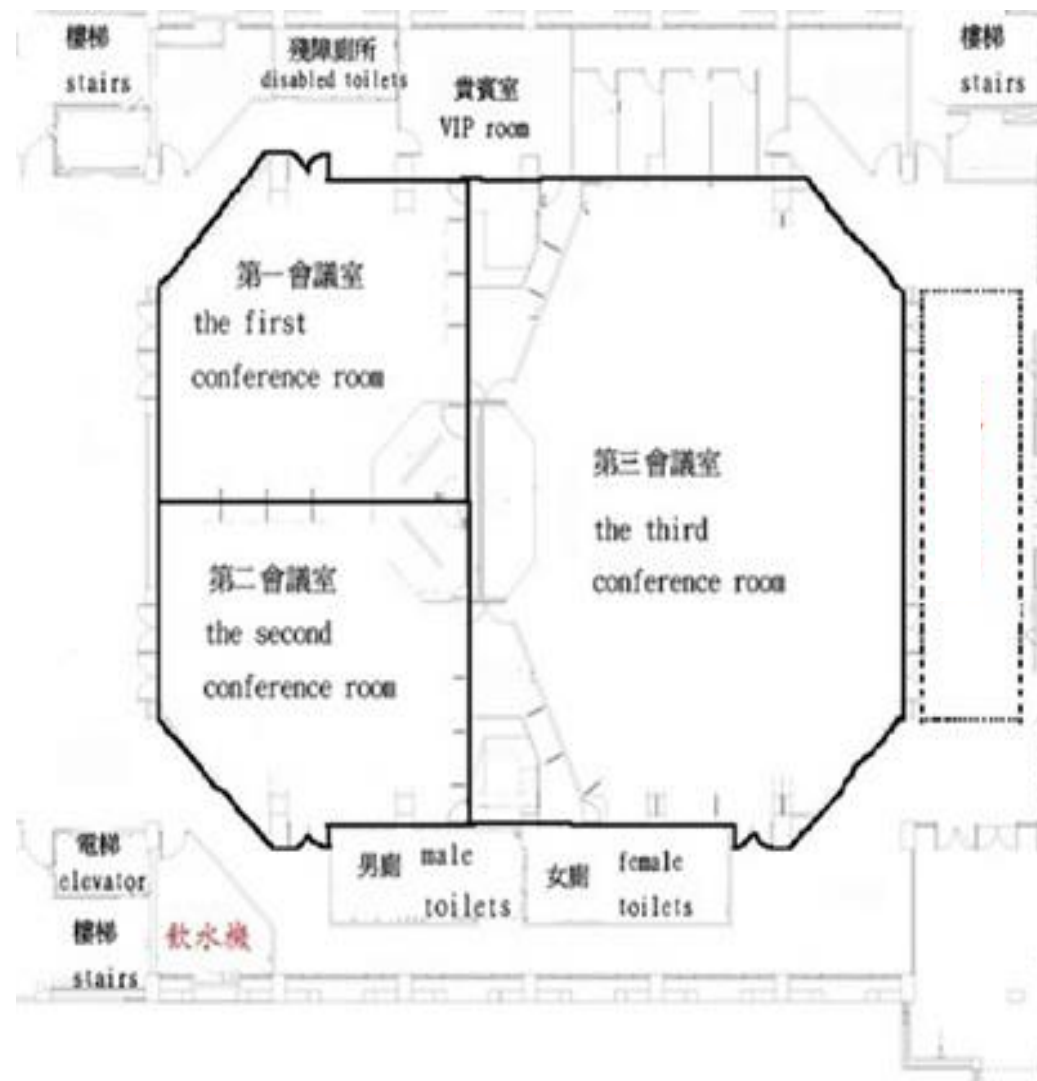 樓梯
stairs
殘障廁所
disabled toilets
貴賓室
VIP room
樓梯
stairs
第一會議室
the first
conference room
第三會議室
the third
conference room
第二會議室
the second
conference room
電梯
elevator
樓梯
stairs
飲水機
男廁 male
toilets
女廁 female
toilets